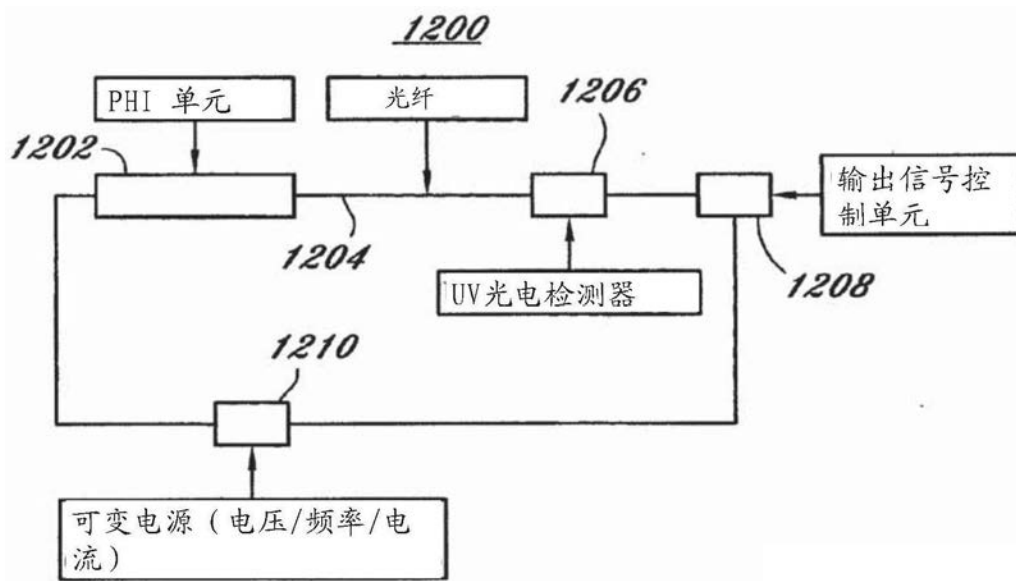 1200
PHI 单元
光纤
1206
1202
输出信号控
制单元
1204
UV光电检测器
1208
1210
可变电源（电压/频率/电
流）